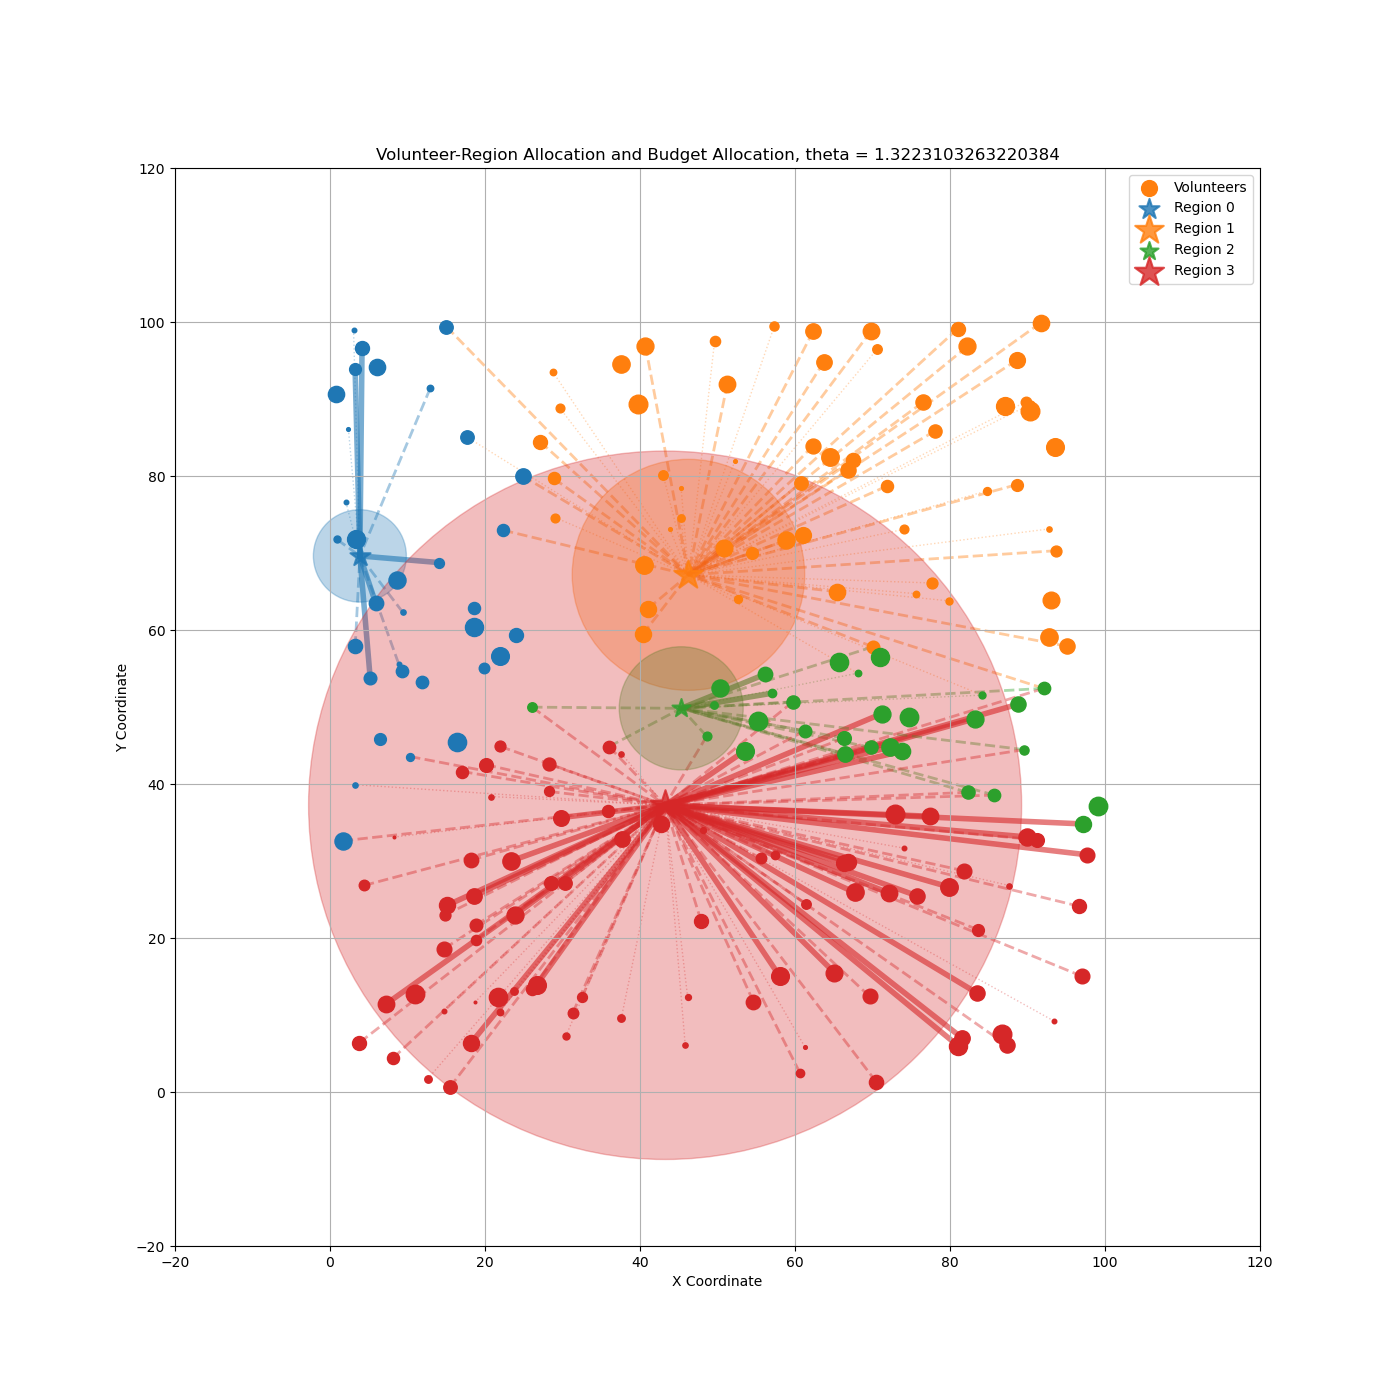 Volunteer-Region Allocation and Budget Allocation, theta = 1.3223103263220384
Volunteers
Region 0
Region 1
Region 2
Region 3
120
100
80
60
40
20
0
−20
Y Coordinate
−20 0 20 40 60 80 100 120
X Coordinate